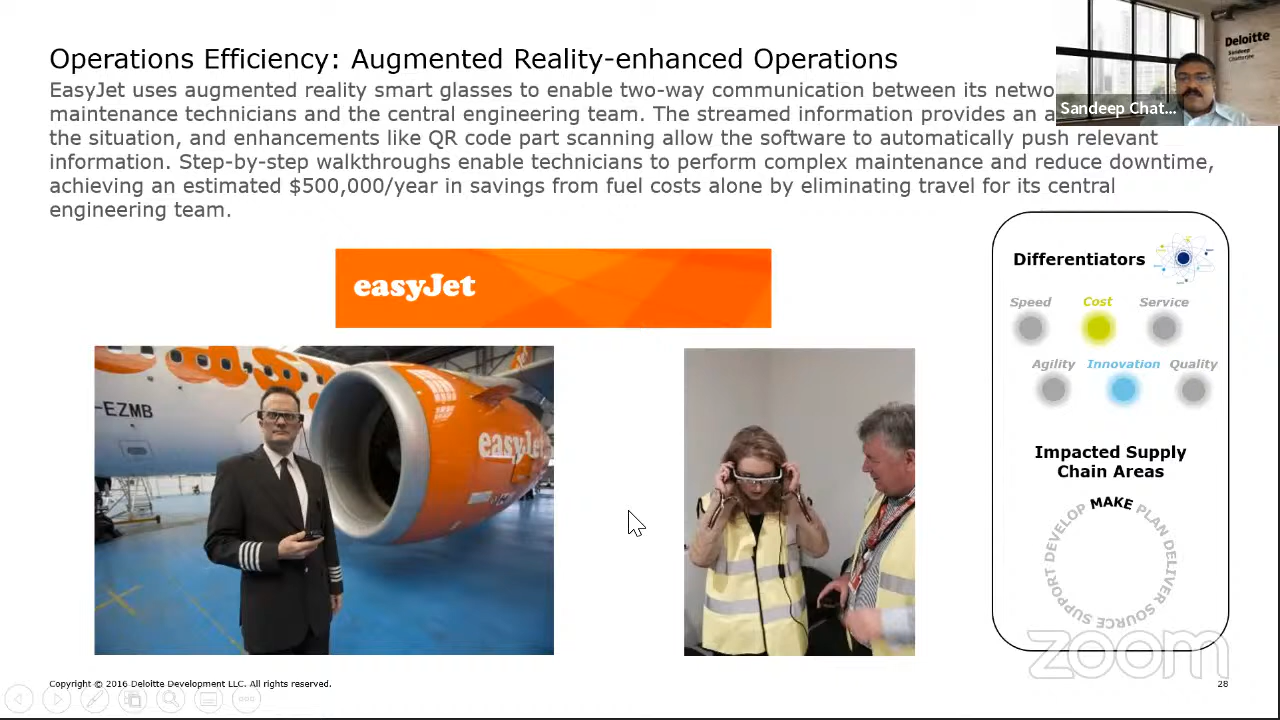 Operations Efficiency: Augmented Reality-enhanced Operations
EasyJet uses augmented reality smart glasses to enable two-way communication between its netwo
maintenance technicians and the central engineering team. The streamed information provides an a
the situation, and enhancements like QR code part scanning allow the software to automatically push relevant
information. Step-by-step walkthroughs enable technicians to perform complex maintenance and reduce downtime,
achieving an estimated $500,000/year in savings from fuel costs alone by eliminating travel for its central
engineering team.
Deloitte
Sandeep
Chatterjee
Sandeep Chat...
easyJet
-EZMB
easyJet
Differentiators
Speed Cost Service
Agility Innovation Quality
Impacted Supply
Chain Areas
MAKE PLAN DELIVER SOURCE SUPPORT DEVELOP
zoom
Copyright © 2016 Deloitte Development LLC. All rights reserved.
28